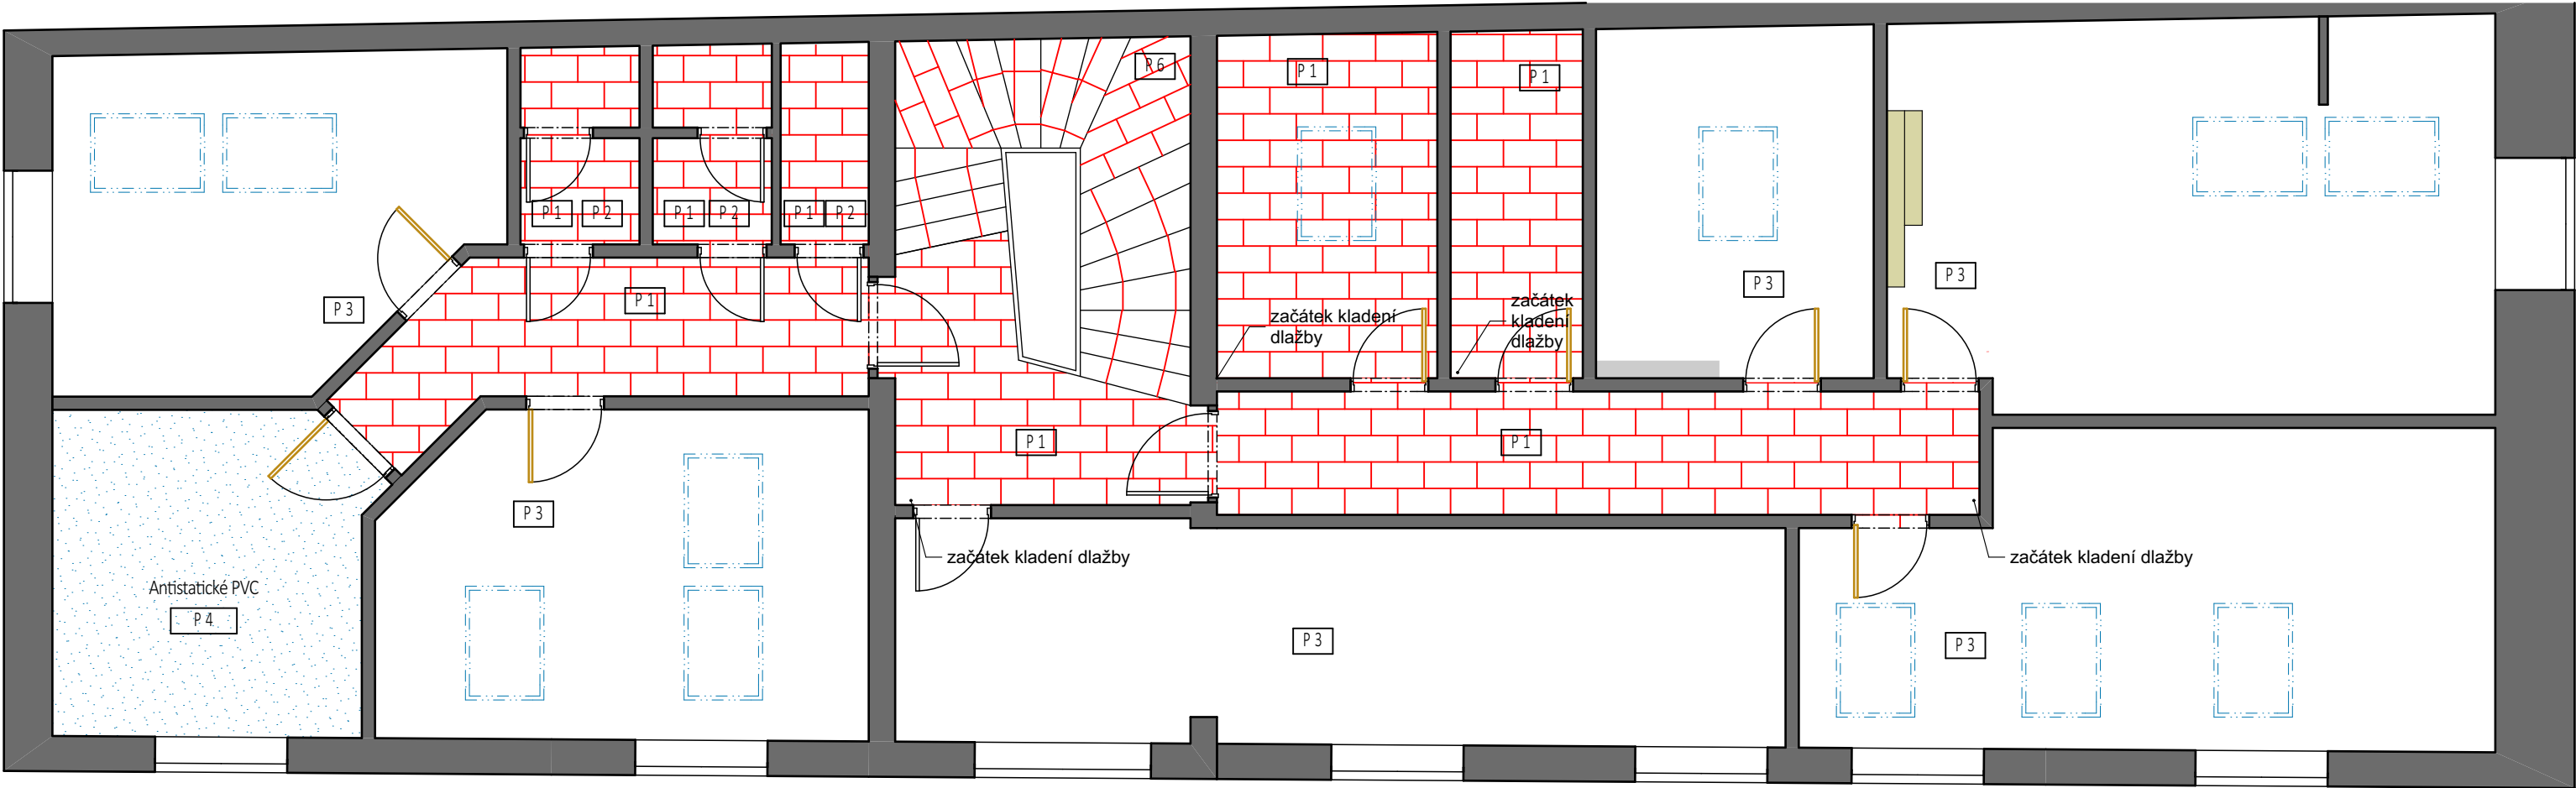 P 6
P 1
P 1
P 1
P 2
P 1
P 2
P 1
P 2
P 3
P 1
P 3
P 3
začátek kladení
dlažby
začátek
kladení
dlažby
P 1
P 1
P 3
začátek kladení dlažby
začátek kladení dlažby
Antistatické PVC
P 4
P 3
P 3